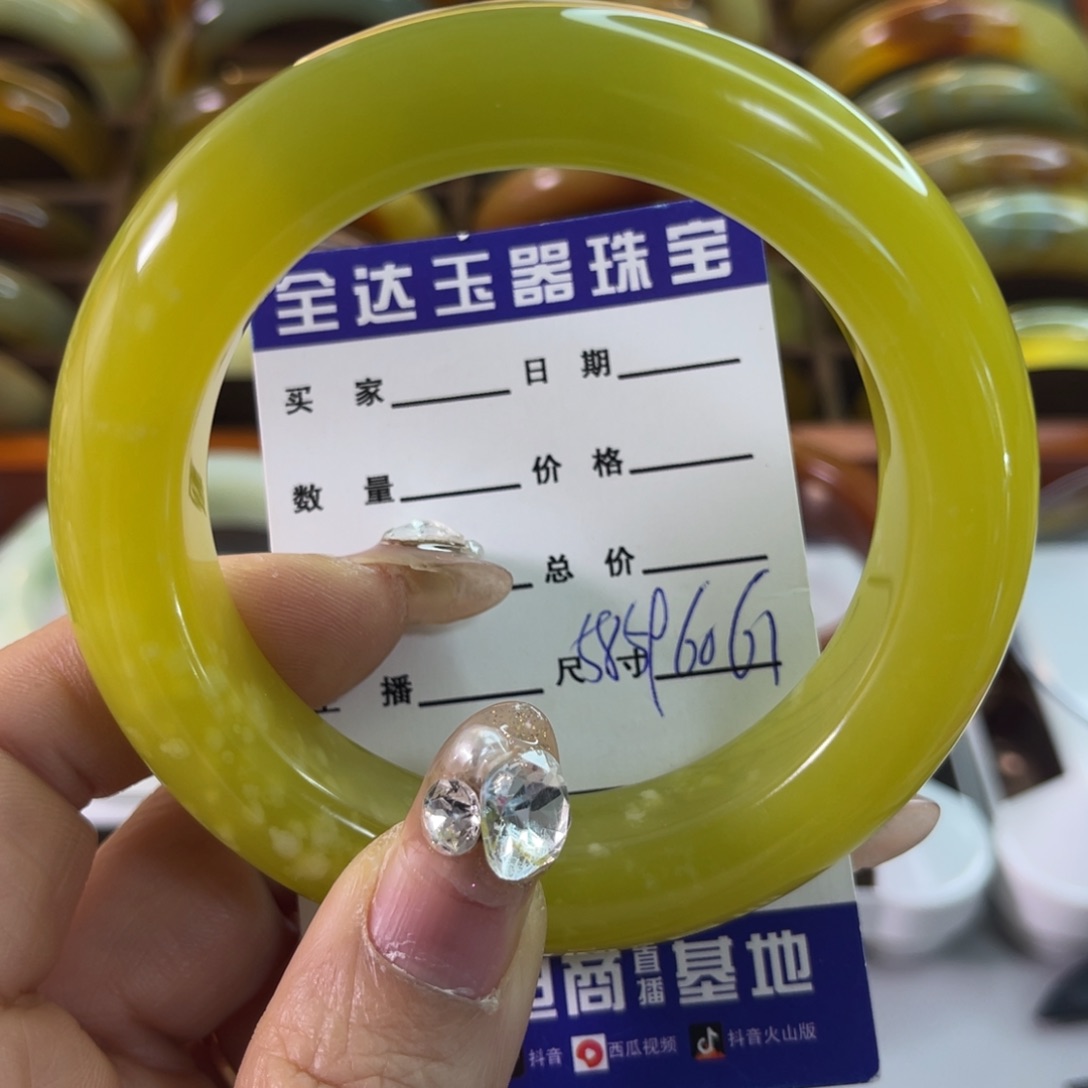 全达玉器珠宝
买 家 日 期
数 量 价 格
总 价
播 尺 寸 58 59 60 61
电商直播基地
抖音 西瓜视频 抖音火山版